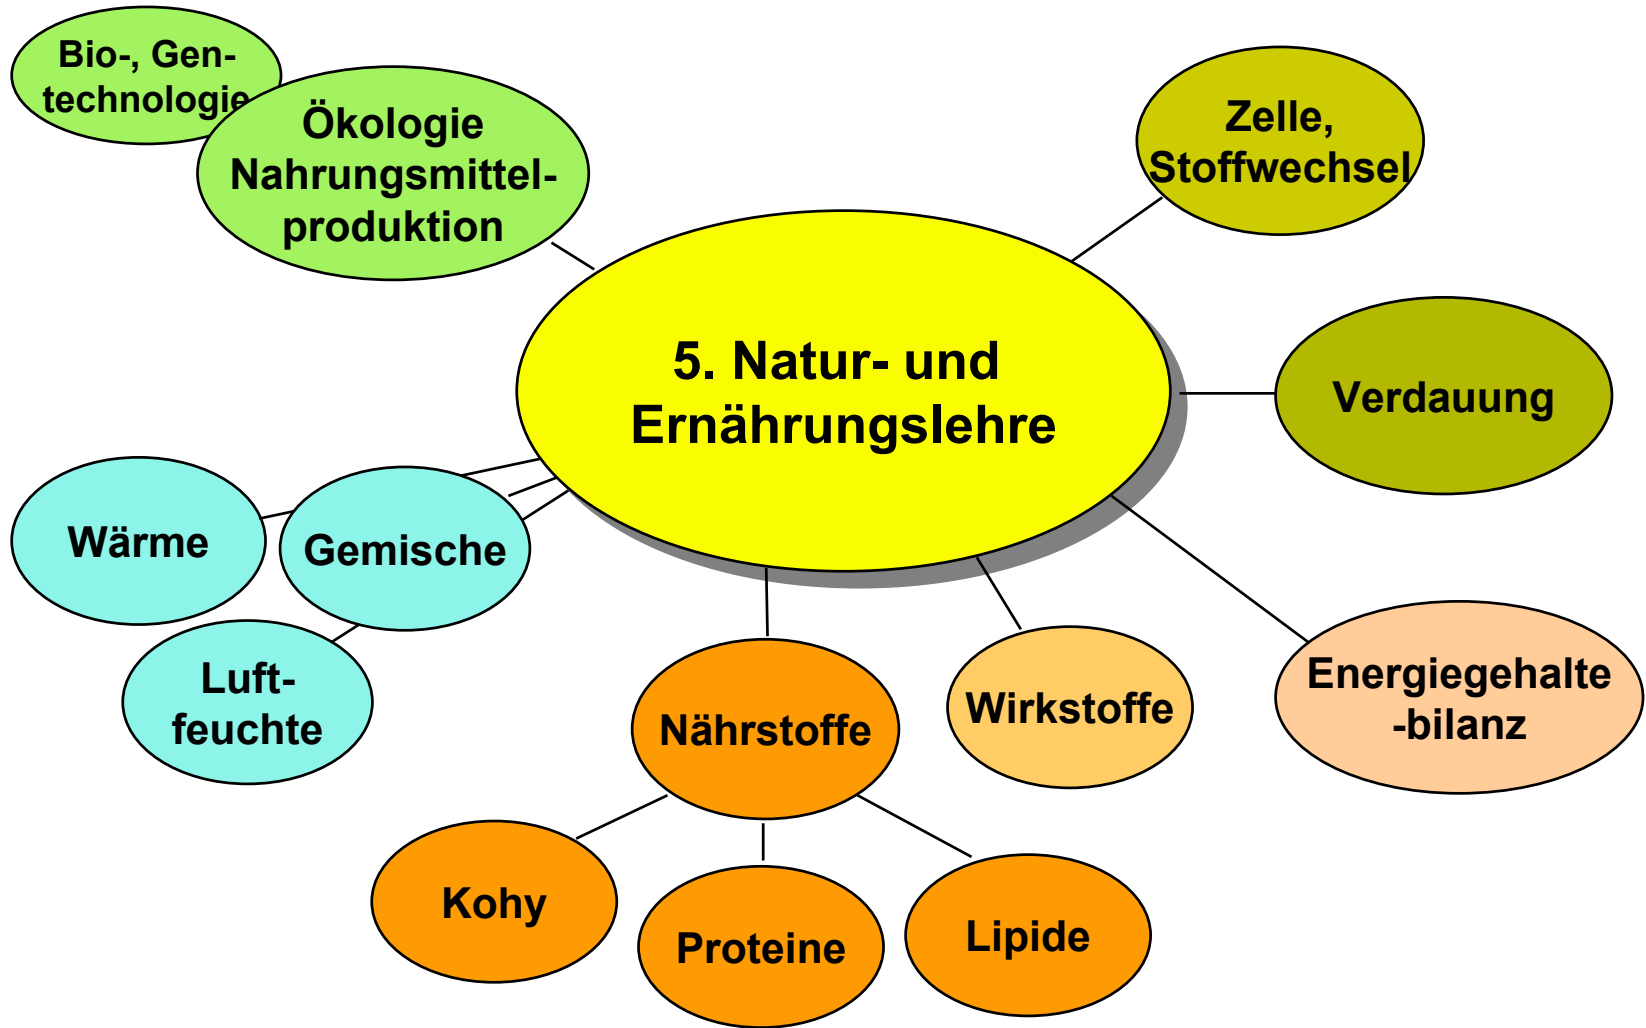 Bio-, Gen-
technologie
Ökologie
Nahrungsmittel-
produktion
Zelle,
Stoffwechsel
5. Natur- und
Ernährungslehre
Verdauung
Wärme
Gemische
Luft-
feuchte
Nährstoffe
Wirkstoffe
Energiegehalte
-bilanz
Kohy
Proteine
Lipide